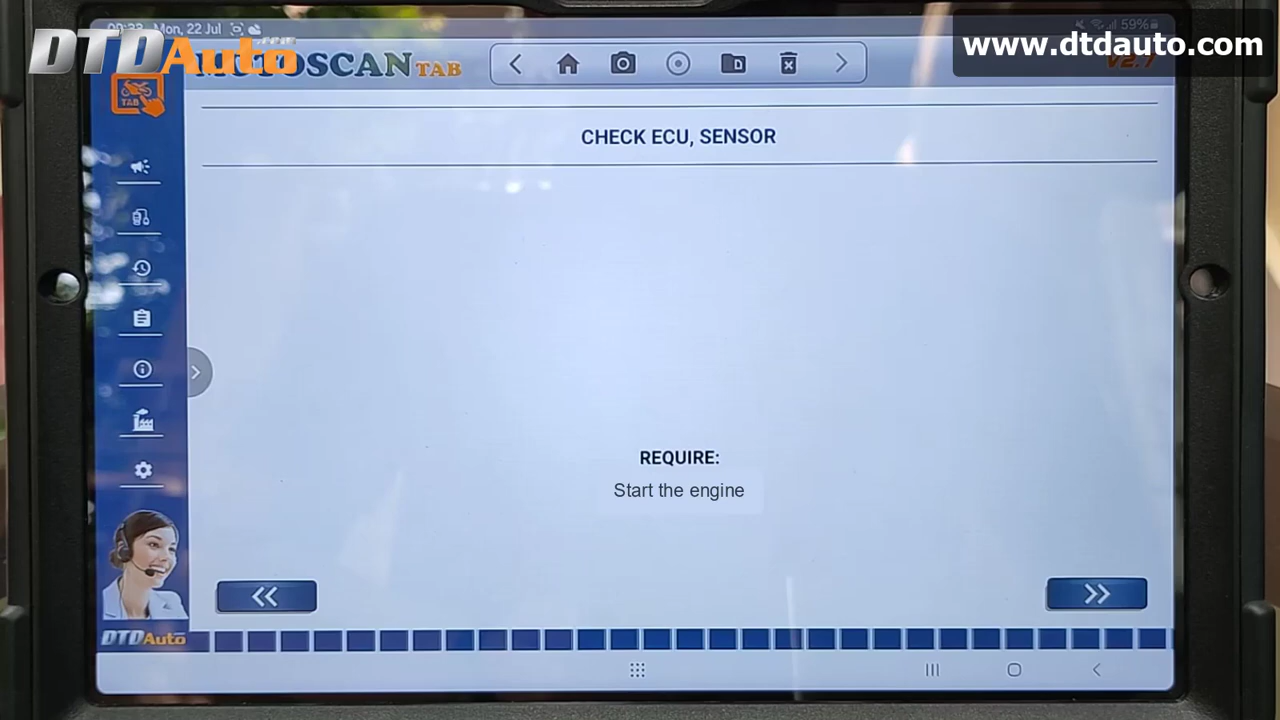 Mon, 22 Jul
59%
DTDAuto
www.dtdauto.com
TAB
V2.7
TAB
CHECK ECU, SENSOR
REQUIRE:
Start the engine
DTDAuto